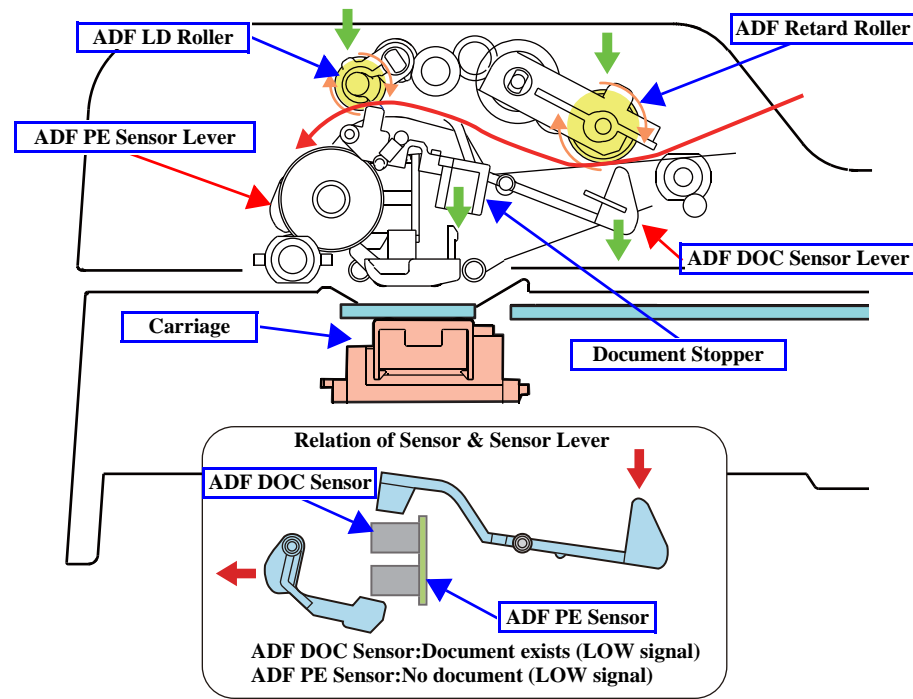 ADF LD Roller
ADF Retard Roller
ADF PE Sensor Lever
ADF DOC Sensor Lever
Carriage
Document Stopper
Relation of Sensor & Sensor Lever
ADF DOC Sensor
ADF PE Sensor
ADF DOC Sensor:Document exists (LOW signal)
ADF PE Sensor:No document (LOW signal)